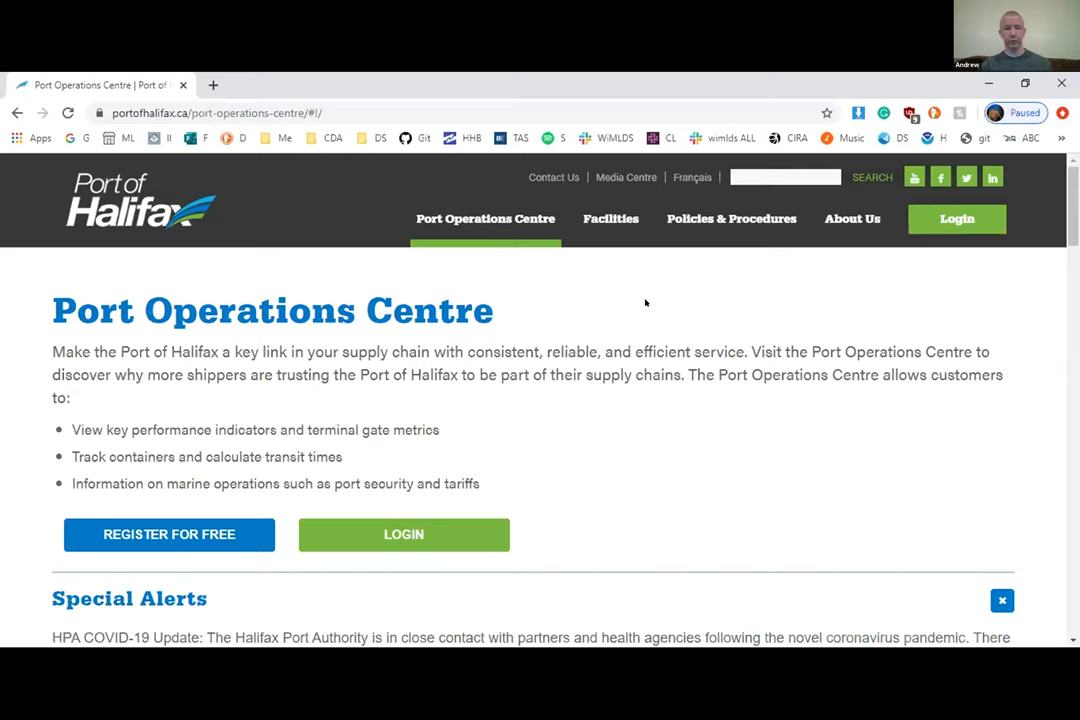 Andrew
Port Operations Centre | Port of
portofhalifax.ca/port-operations-centre/#!/
9
Paused
Apps G ML II F D Me CDA DS Git HHB TAS S WiMLDS CL wimlds ALL CIRA Music DS H git ABC »
Port of
Halifax
Contact Us | Media Centre | Français | SEARCH
Port Operations Centre Facilities Policies & Procedures About Us Login
Port Operations Centre
Make the Port of Halifax a key link in your supply chain with consistent, reliable, and efficient service. Visit the Port Operations Centre to
discover why more shippers are trusting the Port of Halifax to be part of their supply chains. The Port Operations Centre allows customers
to:
• View key performance indicators and terminal gate metrics
• Track containers and calculate transit times
• Information on marine operations such as port security and tariffs
REGISTER FOR FREE LOGIN
Special Alerts
HPA COVID-19 Update: The Halifax Port Authority is in close contact with partners and health agencies following the novel coronavirus pandemic. There